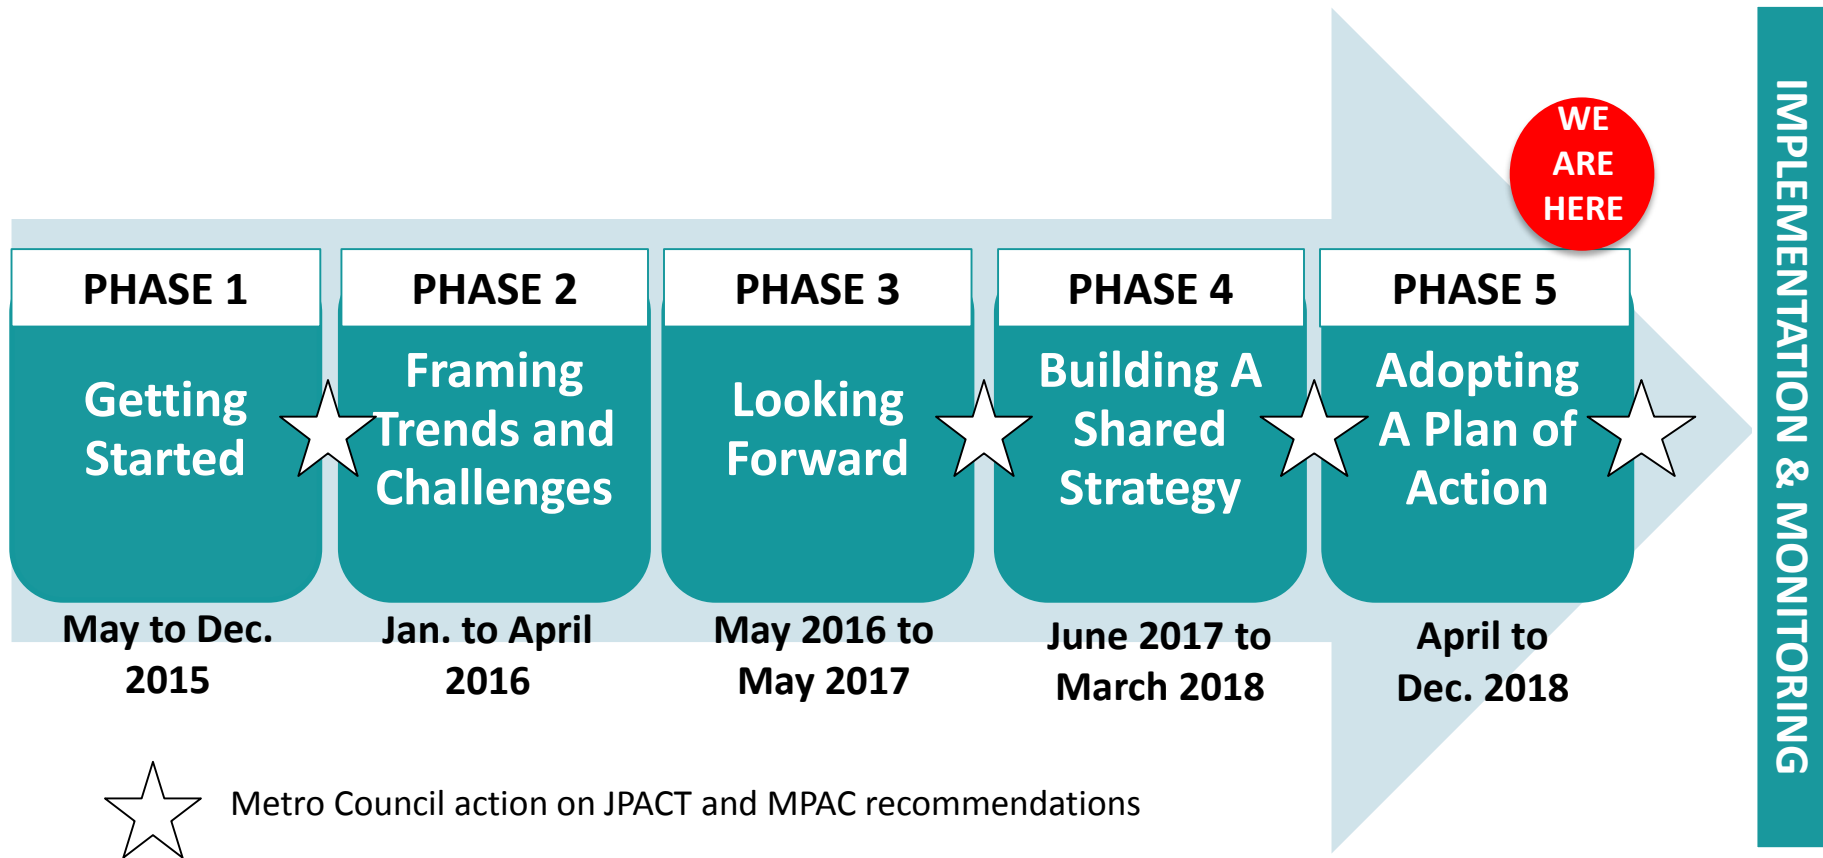 WE
ARE
HERE
PHASE 1
Getting
Started
May to Dec.
2015
PHASE 2
Framing
Trends and
Challenges
Jan. to April
2016
PHASE 3
Looking
Forward
May 2016 to
May 2017
PHASE 4
Building A
Shared
Strategy
June 2017 to
March 2018
PHASE 5
Adopting
A Plan of
Action
April to
Dec. 2018
IMPLEMENTATION & MONITORING
Metro Council action on JPACT and MPAC recommendations